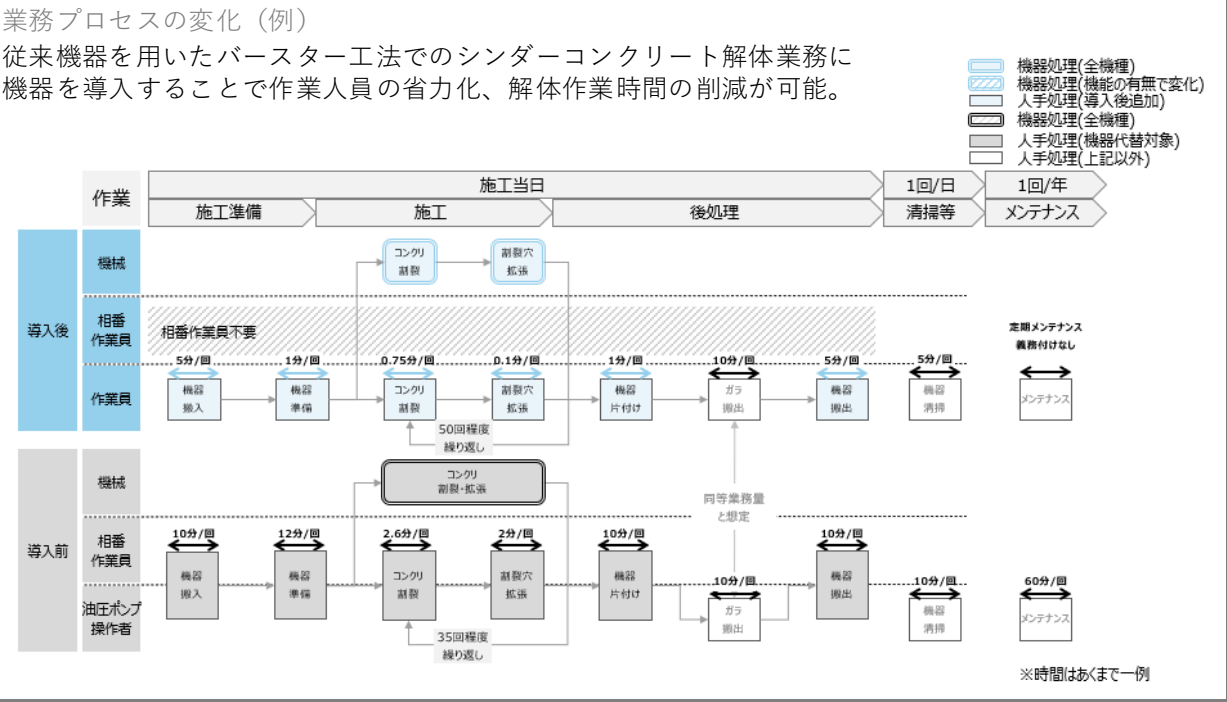 業務プロセスの変化（例）
従来機器を用いたバースター工法でのシンダーコンクリート解体業務に
機器を導入することで作業人員の省力化、解体作業時間の削減が可能。
機器処理(全機種)
機器処理(機能の有無で変化)
人手処理(導入後追加)
機器処理(全機種)
人手処理(機器代替対象)
人手処理(上記以外)
作業
施工当日
1回/日
1回/年
施工準備
施工
後処理
清掃等
メンテナンス
導入後
機械
コンクリ
割裂
割裂穴
拡張
相番
作業員
相番作業員不要
定期メンテナンス
義務付けなし
作業員
5分/回
1分/回
0.75分/回
0.1分/回
1分/回
10分/回
5分/回
5分/回
機器
搬入
機器
準備
コンクリ
割裂
割裂穴
拡張
機器
片付け
ガラ
搬出
機器
搬出
機器
清掃
メンテナンス
50回程度
繰り返し
導入前
機械
コンクリ
割裂・拡張
同等業務量
と想定
相番
作業員
油圧ポンプ
操作者
10分/回
12分/回
2.6分/回
2分/回
10分/回
10分/回
10分/回
10分/回
60分/回
機器
搬入
機器
準備
コンクリ
割裂
割裂穴
拡張
機器
片付け
ガラ
搬出
機器
搬出
機器
清掃
メンテナンス
35回程度
繰り返し
※時間はあくまで一例